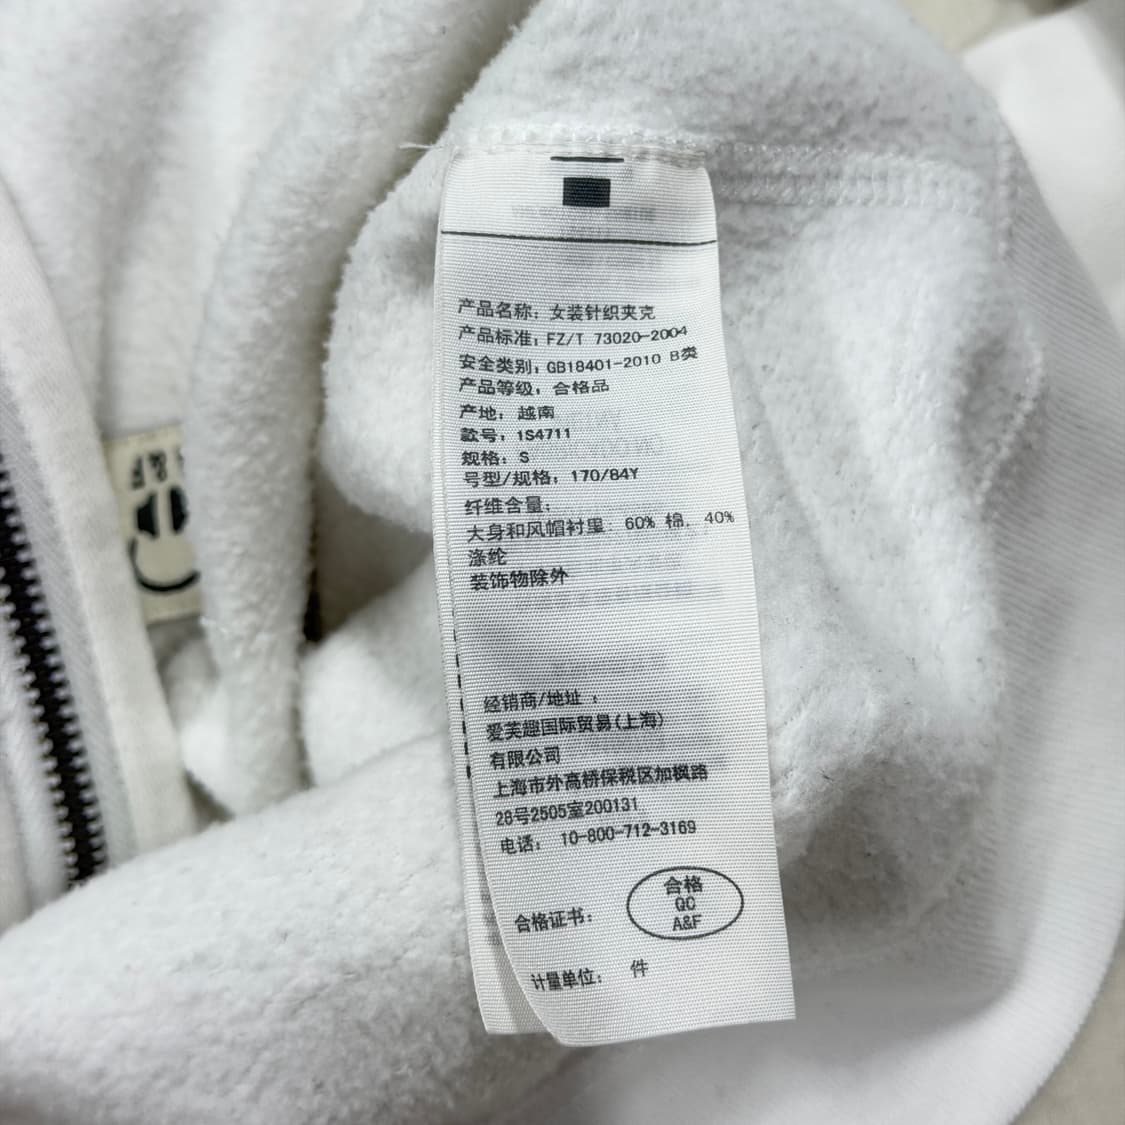 产品名称: 女装针织夹克
产品标准: FZ/T 73020-2004
安全类别: GB18401-2010 B类
产品等级: 合格品
产地: 越南
款号: 1S4711
规格: S
号型/规格: 170/84Y
纤维含量:
大身和风帽衬里: 60% 棉, 40%
涤纶
装饰物除外
经销商/地址 :
爱芙趣国际贸易(上海)
有限公司
上海市外高桥保税区加枫路
28号2505室200131
电话: 10-800-712-3169
合格证书:
合格
QC
A&F
计量单位: 件